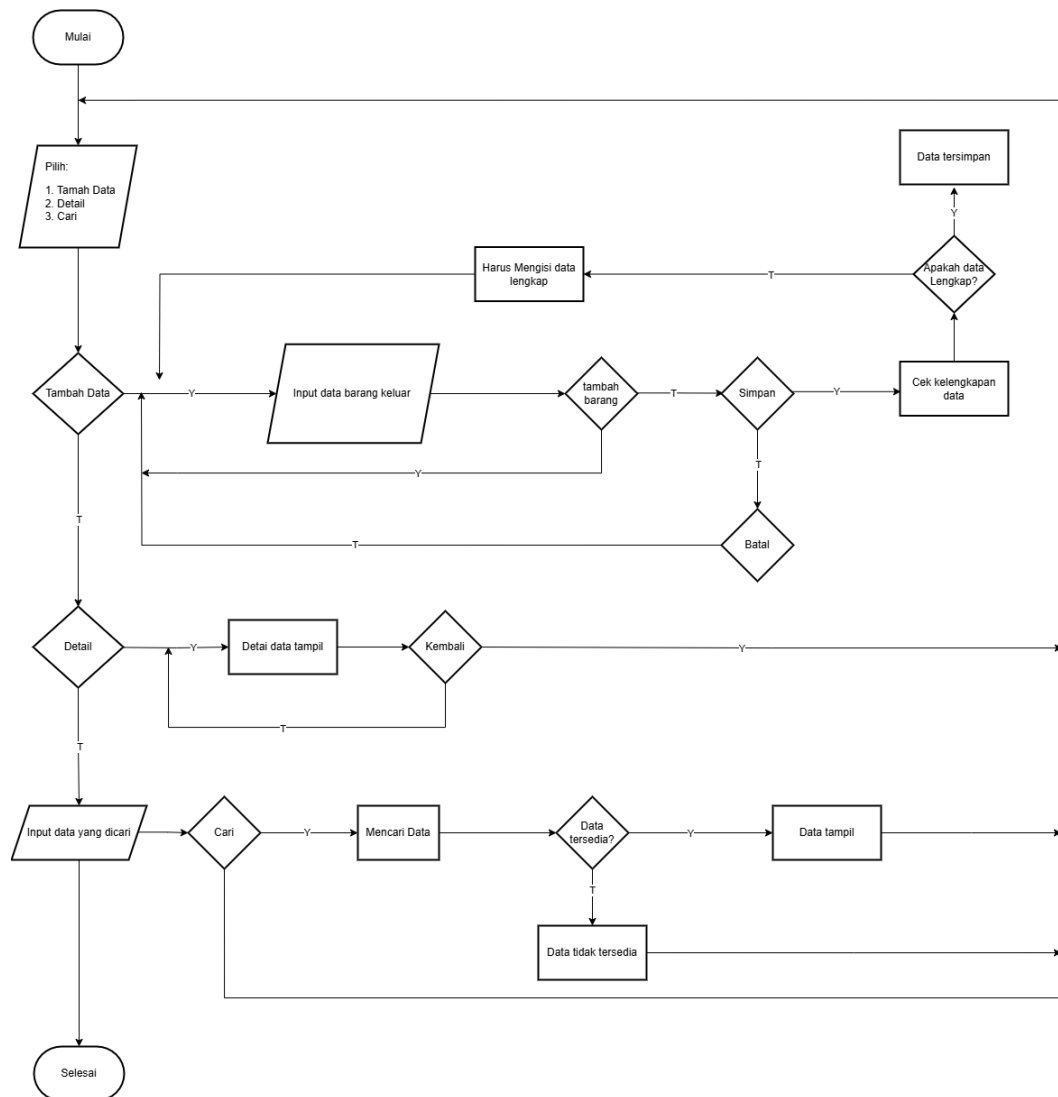 Mulai
Pilih:
1. Tamah Data
2. Detail
3. Cari
Data tersimpan
Y
Apakah data
Lengkap?
T
Harus Mengisi data
lengkap
Tambah Data
Y
Input data barang keluar
tambah
barang
T
Simpan
Y
Cek kelengkapan
data
Y
T
Batal
T
T
Detail
Y
Detai data tampil
Kembali
Y
T
T
Input data yang dicari
Cari
Y
Mencari Data
Data
tersedia?
Y
Data tampil
T
Data tidak tersedia
Selesai